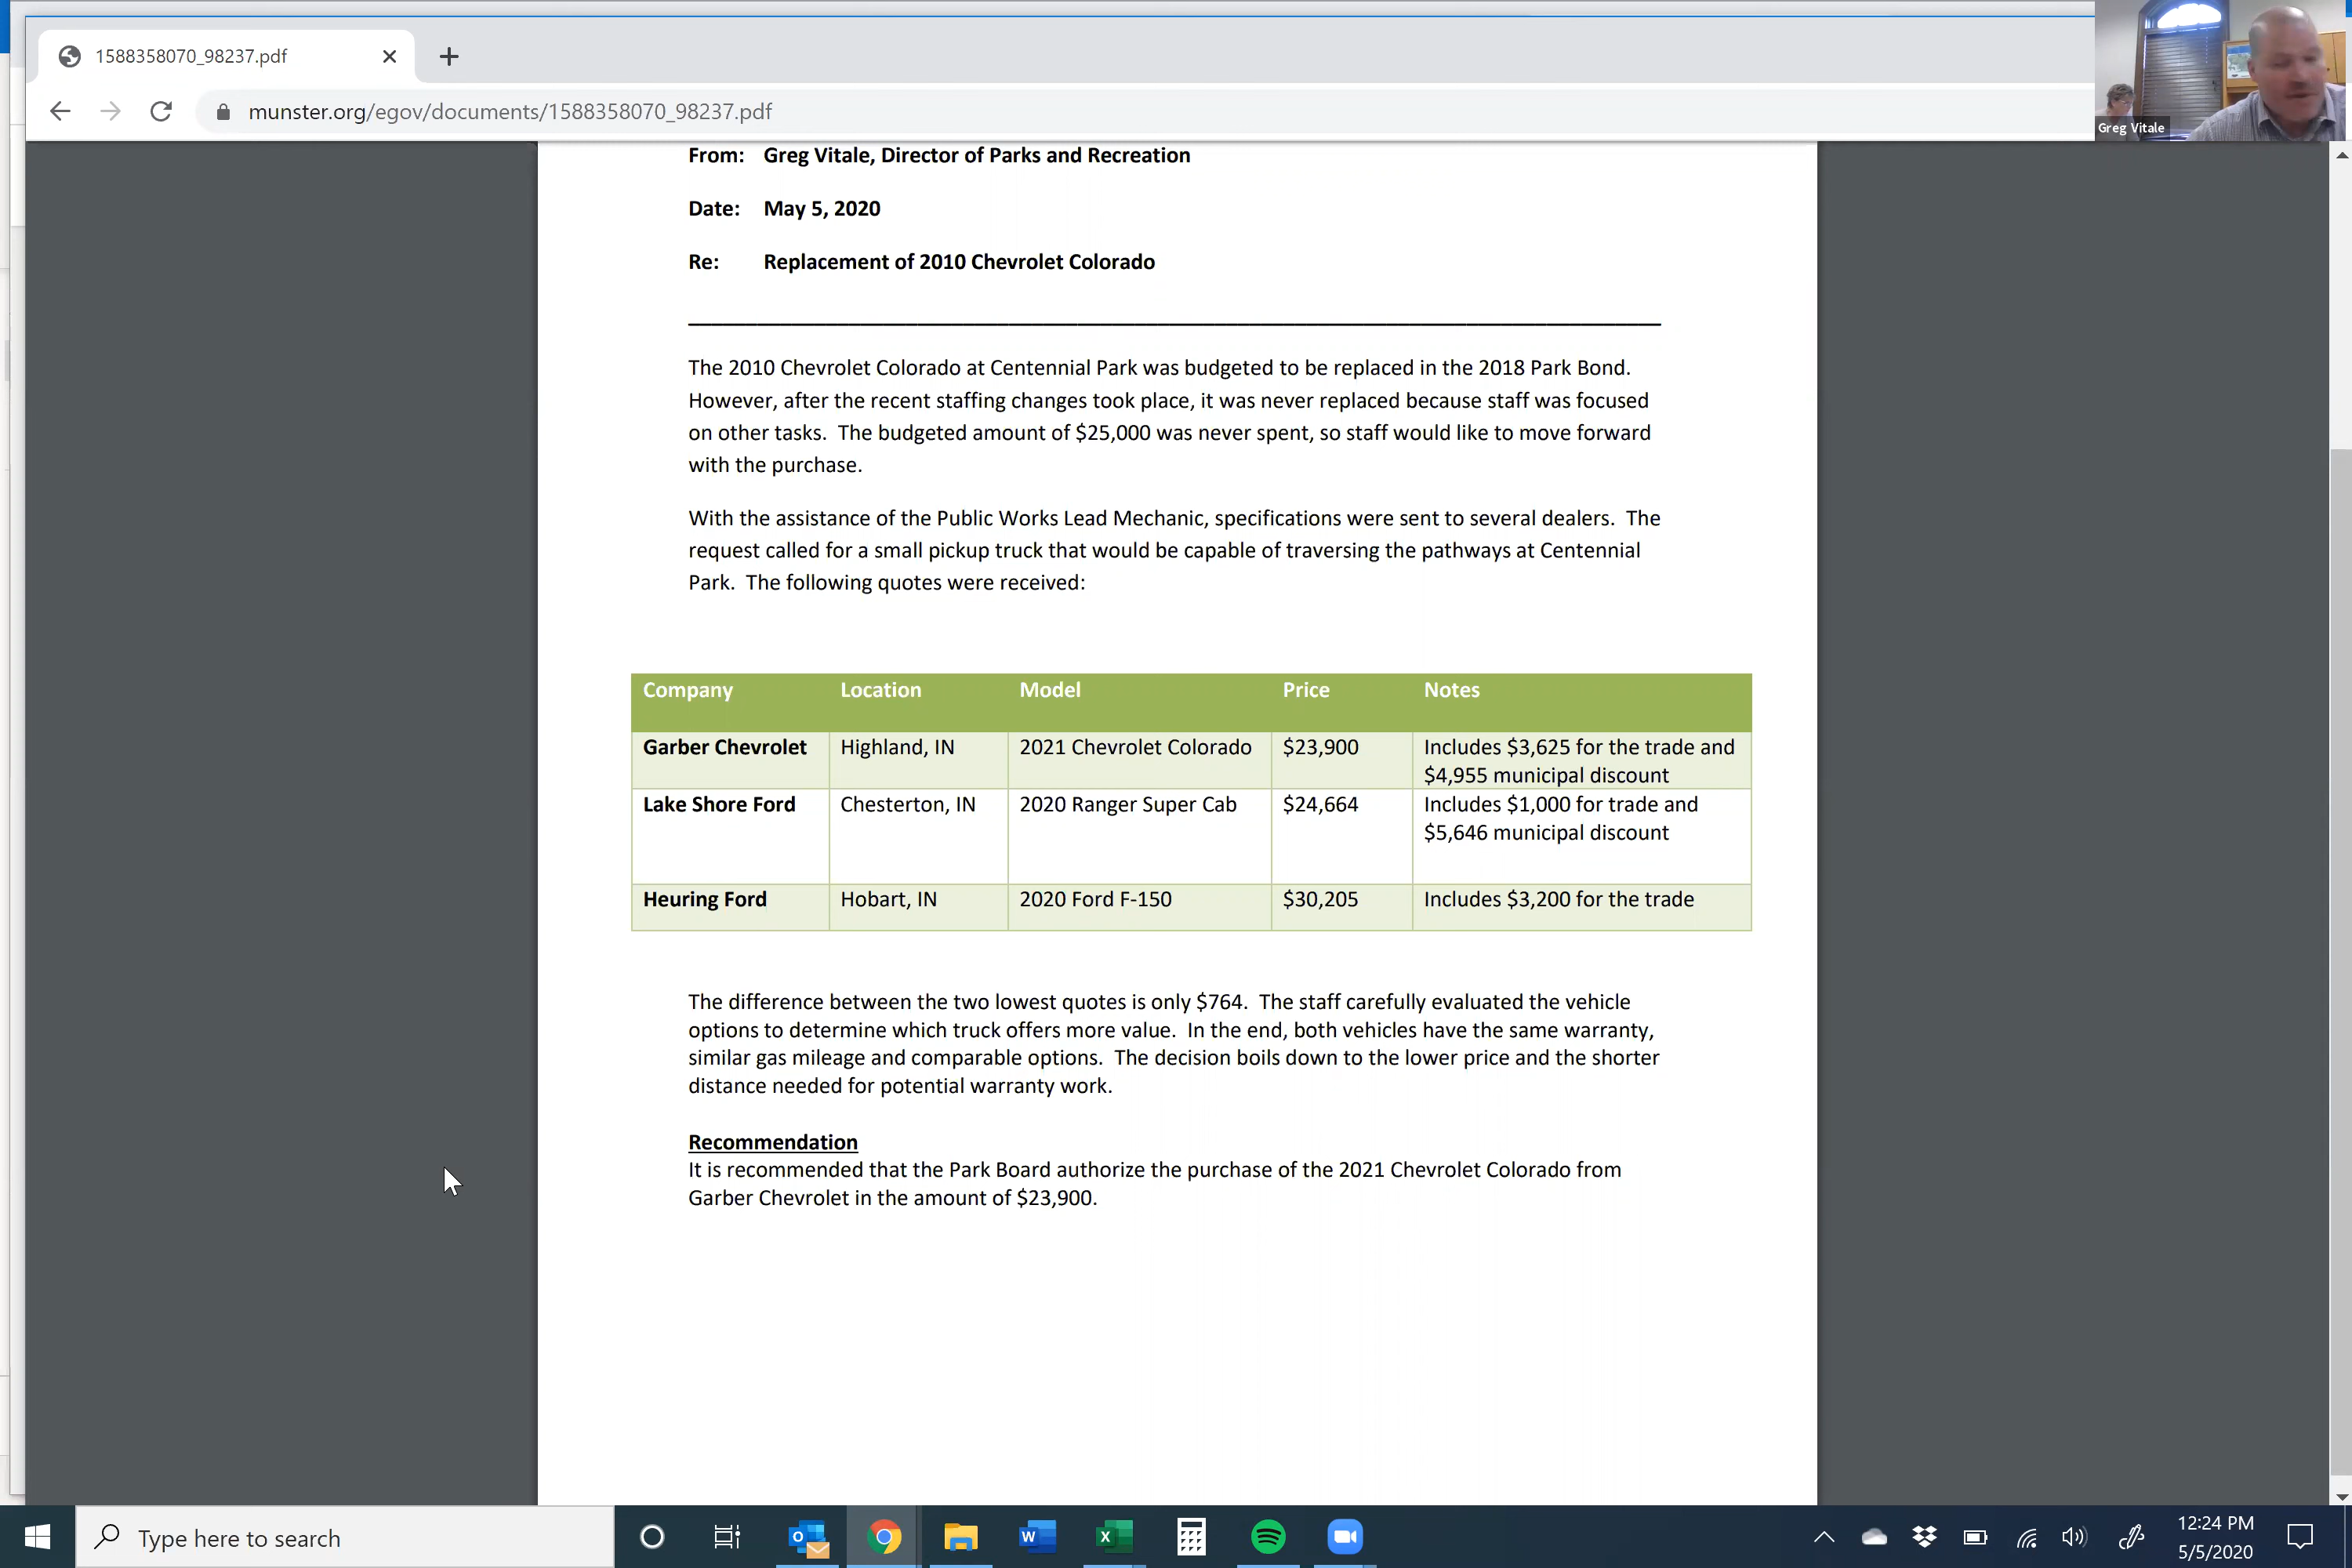 1588358070_98237.pdf
munster.org/egov/documents/1588358070_98237.pdf
Greg Vitale
From: Greg Vitale, Director of Parks and Recreation
Date: May 5, 2020
Re: Replacement of 2010 Chevrolet Colorado
The 2010 Chevrolet Colorado at Centennial Park was budgeted to be replaced in the 2018 Park Bond.
However, after the recent staffing changes took place, it was never replaced because staff was focused
on other tasks.  The budgeted amount of $25,000 was never spent, so staff would like to move forward
with the purchase.
With the assistance of the Public Works Lead Mechanic, specifications were sent to several dealers.  The
request called for a small pickup truck that would be capable of traversing the pathways at Centennial
Park.  The following quotes were received:
Company Location Model Price Notes
Garber Chevrolet Highland, IN 2021 Chevrolet Colorado $23,900 Includes $3,625 for the trade and
$4,955 municipal discount
Lake Shore Ford Chesterton, IN 2020 Ranger Super Cab $24,664 Includes $1,000 for trade and
$5,646 municipal discount
Heuring Ford Hobart, IN 2020 Ford F-150 $30,205 Includes $3,200 for the trade
The difference between the two lowest quotes is only $764.  The staff carefully evaluated the vehicle
options to determine which truck offers more value.  In the end, both vehicles have the same warranty,
similar gas mileage and comparable options.  The decision boils down to the lower price and the shorter
distance needed for potential warranty work.
Recommendation
It is recommended that the Park Board authorize the purchase of the 2021 Chevrolet Colorado from
Garber Chevrolet in the amount of $23,900.
Type here to search
12:24 PM
5/5/2020